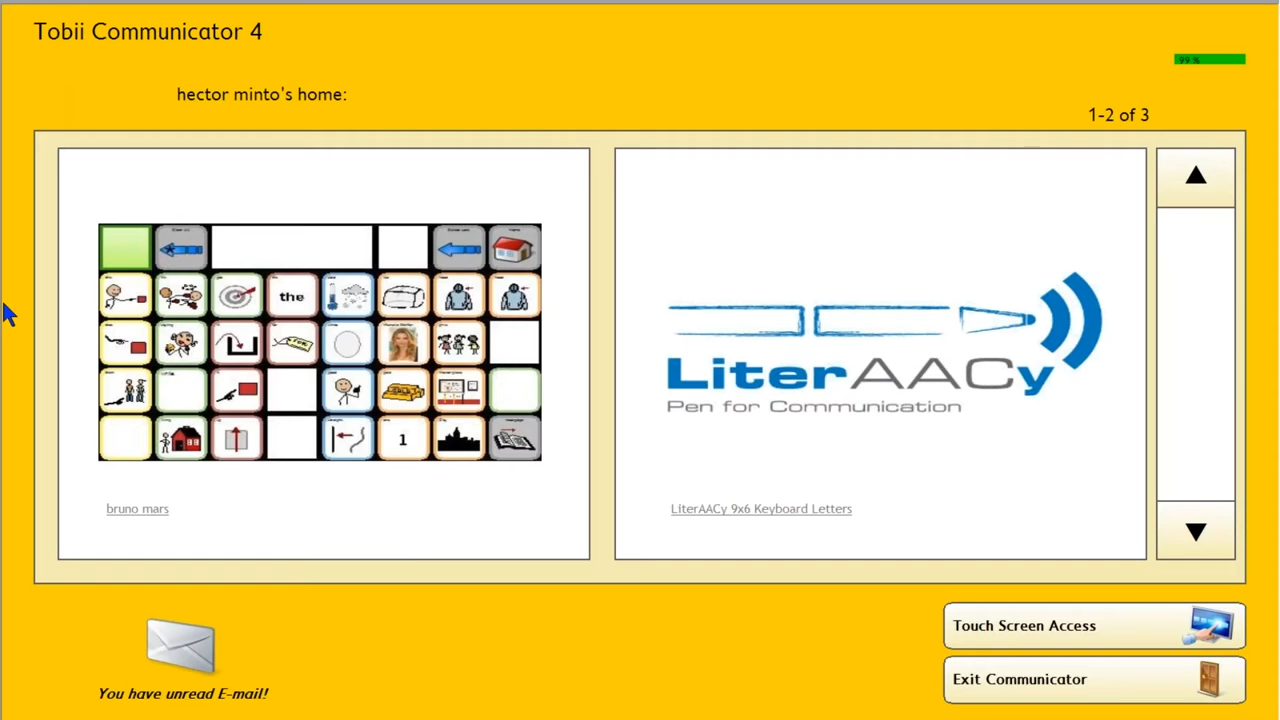 Tobii Communicator 4
99 %
hector minto's home:
1-2 of 3
the
1
LiterAACy
Pen for Communication
bruno mars
LiterAACy 9x6 Keyboard Letters
Touch Screen Access
You have unread E-mail!
Exit Communicator